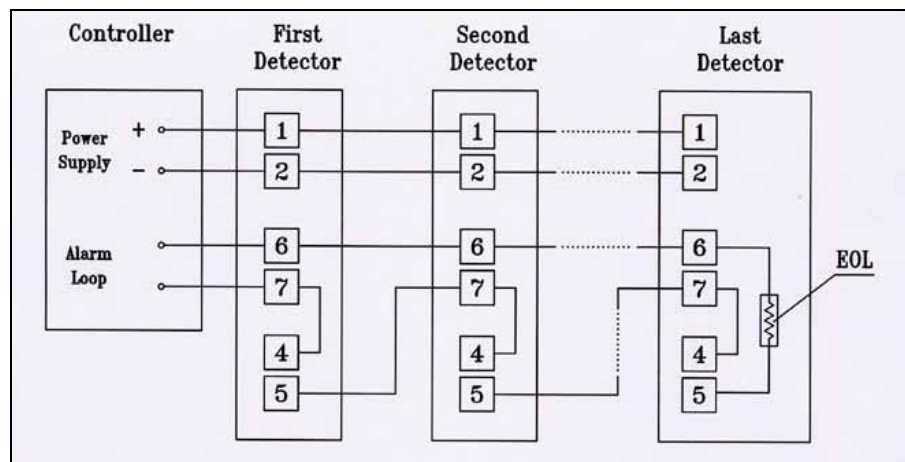 Controller
First
Detector
Second
Detector
Last
Detector
Power
Supply
+
-
1 1 1
2 2 2
Alarm
Loop
6 6 6
7 7 7
EOL
4 4 4
5 5 5